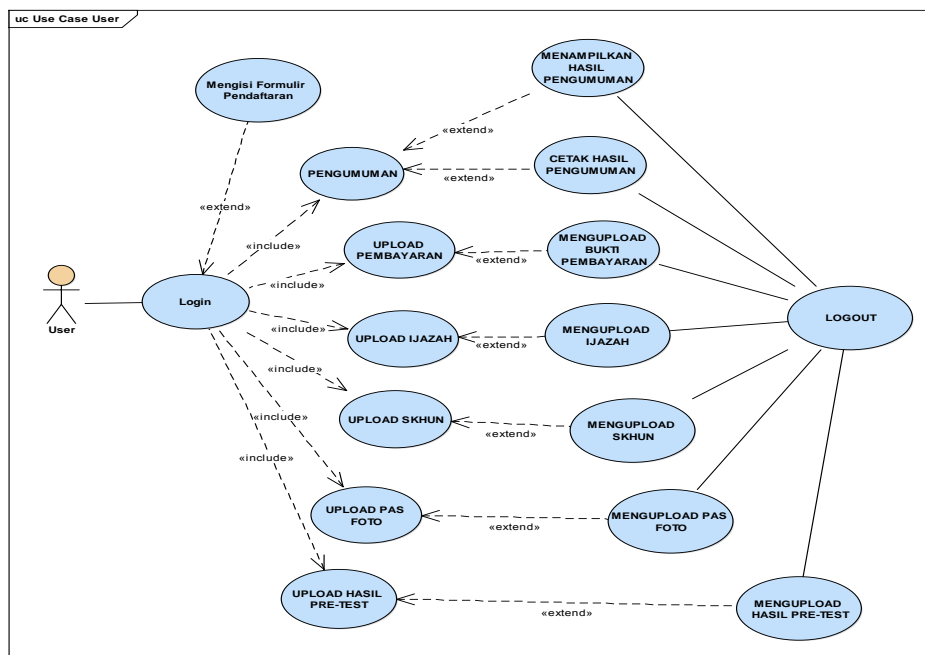 uc Use Case User
MENAMPILKAN
HASIL
PENGUMUMAN
Mengisi Formulir
Pendaftaran
«extend»
CETAK HASIL
PENGUMUMAN
PENGUMUMAN
«extend»
«extend»
«include»
UPLOAD
PEMBAYARAN
MENGUPLOAD
BUKTI
PEMBAYARAN
«extend»
«include»
User
Login
LOGOUT
«include»
UPLOAD IJAZAH
«extend»
MENGUPLOAD
IJAZAH
«include»
UPLOAD SKHUN
«extend»
MENGUPLOAD
SKHUN
«include»
«include»
UPLOAD PAS
FOTO
«extend»
MENGUPLOAD PAS
FOTO
UPLOAD HASIL
PRE-TEST
«extend»
MENGUPLOAD
HASIL PRE-TEST